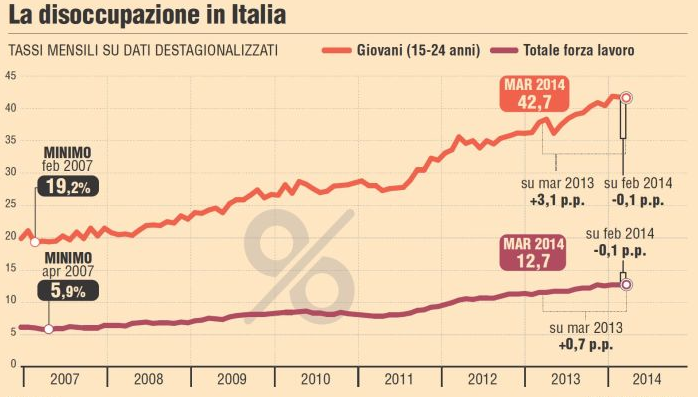 La disoccupazione in Italia
TASSI MENSILI SU DATI DESTAGIONALIZZATI
Giovani (15-24 anni)
Totale forza lavoro
45
40
35
30
25
20
15
10
5
0
MINIMO
feb 2007
19,2%
MINIMO
apr 2007
5,9%
%
MAR 2014
42,7
su mar 2013
+3,1 p.p.
su feb 2014
-0,1 p.p.
MAR 2014
12,7
su feb 2014
-0,1 p.p.
su mar 2013
+0,7 p.p.
2007
2008
2009
2010
2011
2012
2013
2014